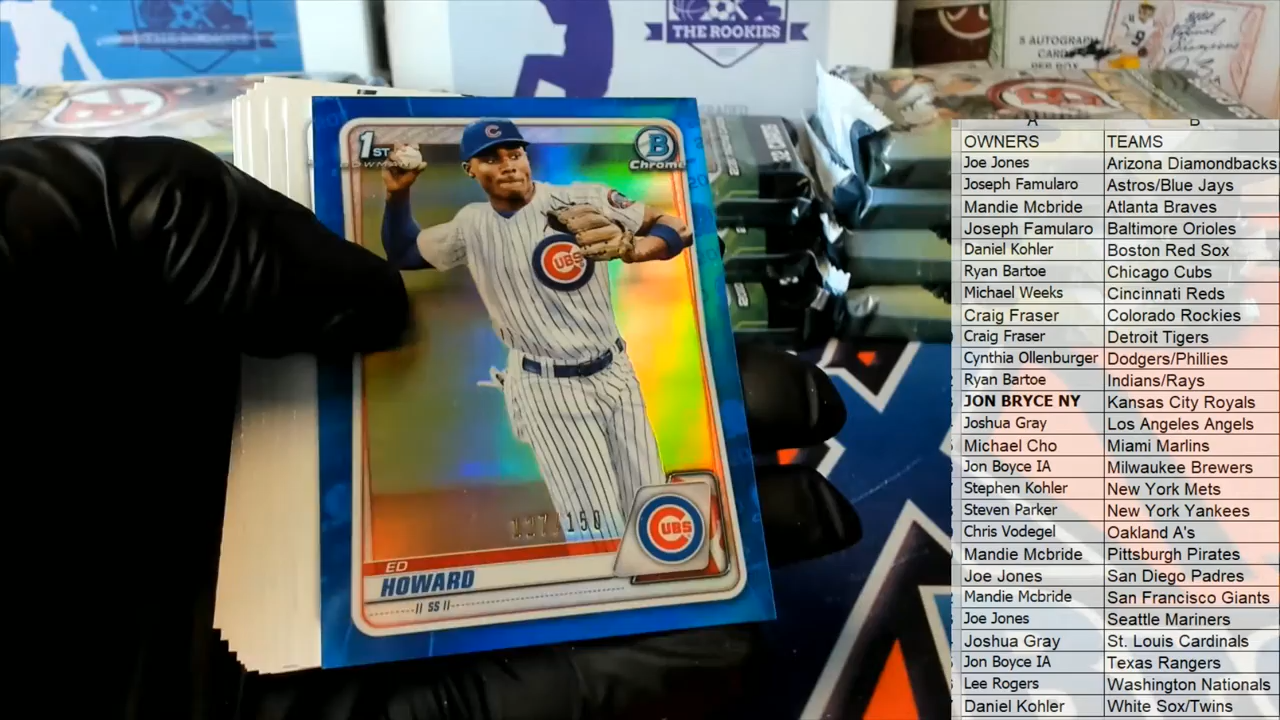 THE ROOKIES
THE ROOKIES
5 AUTOGRAPH
CARDS
PER BOX
1ST
BOWMAN
B
Chrome
C
CUBS
CUBS
/150
ED
HOWARD
SS
A B
OWNERS TEAMS
Joe Jones Arizona Diamondbacks
Joseph Famularo Astros/Blue Jays
Mandie Mcbride Atlanta Braves
Joseph Famularo Baltimore Orioles
Daniel Kohler Boston Red Sox
Ryan Bartoe Chicago Cubs
Michael Weeks Cincinnati Reds
Craig Fraser Colorado Rockies
Craig Fraser Detroit Tigers
Cynthia Ollenburger Dodgers/Phillies
Ryan Bartoe Indians/Rays
JON BRYCE NY Kansas City Royals
Joshua Gray Los Angeles Angels
Michael Cho Miami Marlins
Jon Boyce IA Milwaukee Brewers
Stephen Kohler New York Mets
Steven Parker New York Yankees
Chris Vodegel Oakland A's
Mandie Mcbride Pittsburgh Pirates
Joe Jones San Diego Padres
Mandie Mcbride San Francisco Giants
Joe Jones Seattle Mariners
Joshua Gray St. Louis Cardinals
Jon Boyce IA Texas Rangers
Lee Rogers Washington Nationals
Daniel Kohler White Sox/Twins